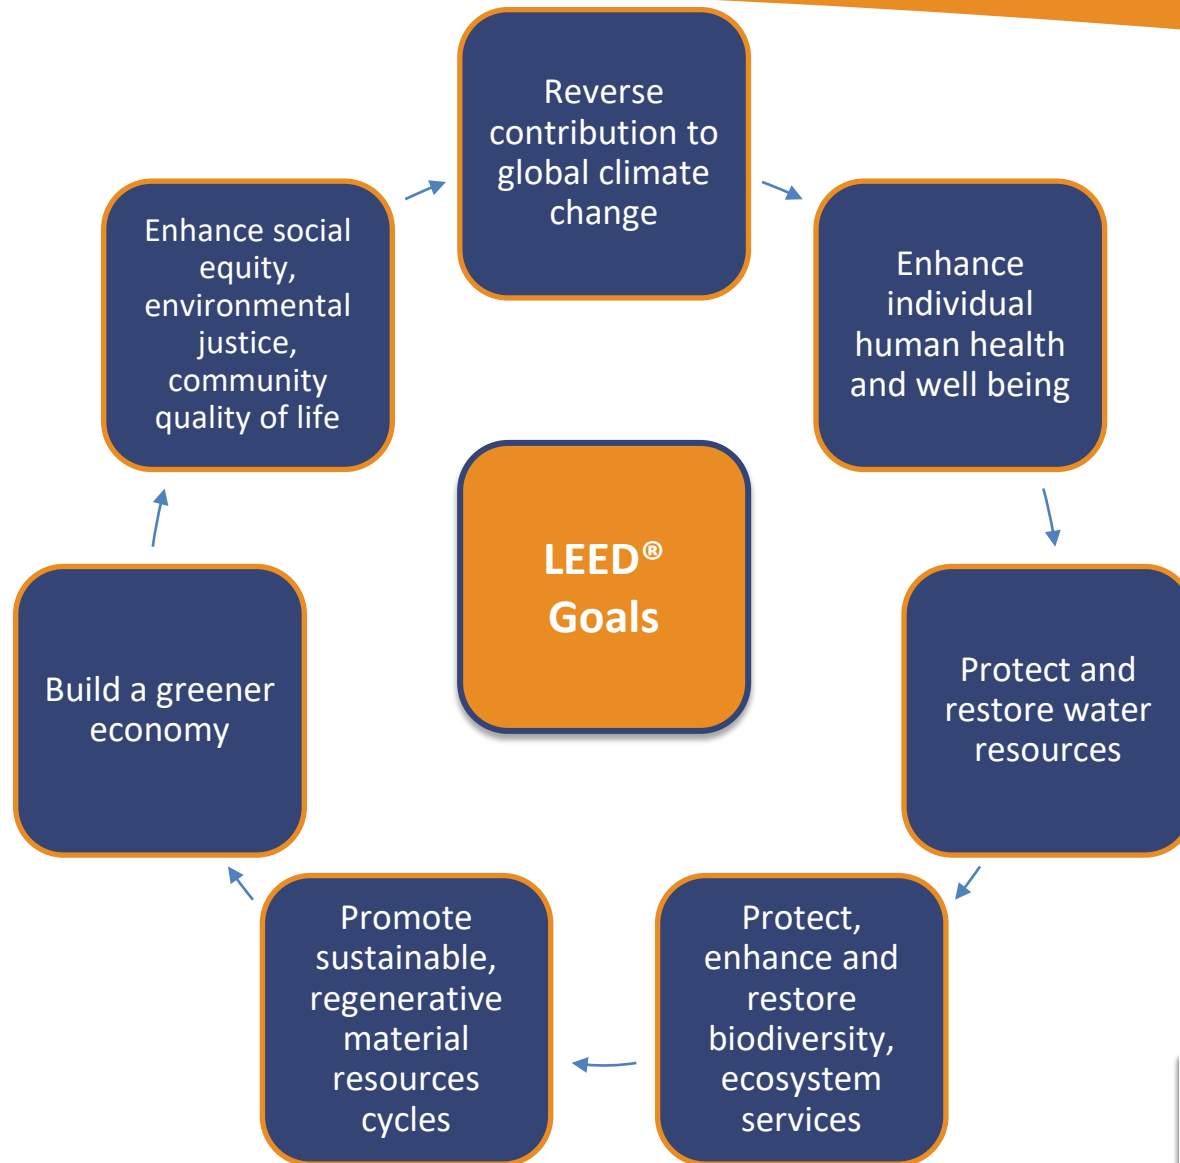 Reverse
contribution to
global climate
change
Enhance
individual
human health
and well being
Protect and
restore water
resources
Protect,
enhance and
restore
biodiversity,
ecosystem
services
Promote
sustainable,
regenerative
material
resources
cycles
Build a greener
economy
Enhance social
equity,
environmental
justice,
community
quality of life
LEED®
Goals